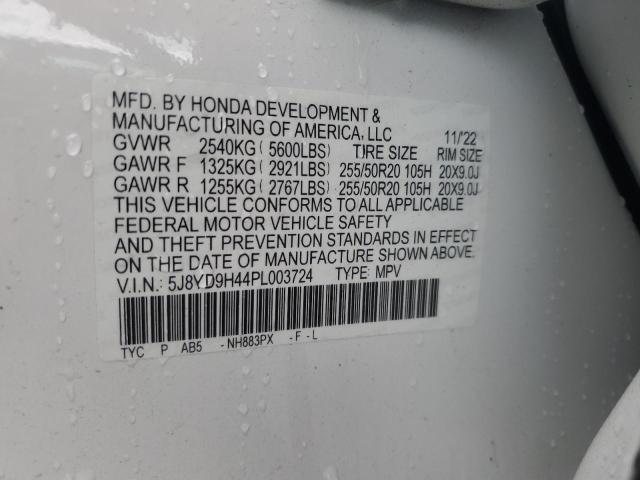 MFD. BY HONDA DEVELOPMENT &
MANUFACTURING OF AMERICA, LLC 11/'22
GVWR 2540KG ( 5600LBS) TIRE SIZE RIM SIZE
GAWR F 1325KG ( 2921LBS) 255/50R20 105H 20X9.0J
GAWR R 1255KG ( 2767LBS) 255/50R20 105H 20X9.0J
THIS VEHICLE CONFORMS TO ALL APPLICABLE
FEDERAL MOTOR VEHICLE SAFETY
AND THEFT PREVENTION STANDARDS IN EFFECT
ON THE DATE OF MANUFACTURE SHOWN ABOVE.
V.I.N.: 5J8YD9H44PL003724 TYPE: MPV
TYC P AB5 -NH883PX -F-L